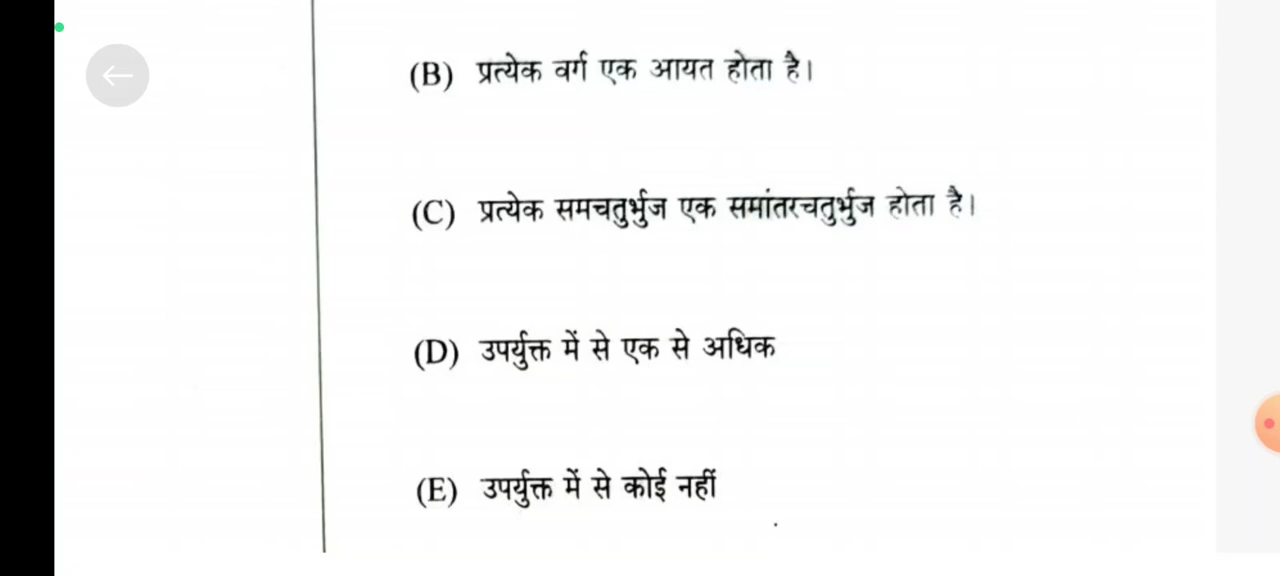 (B) प्रत्येक वर्ग एक आयत होता है।
(C) प्रत्येक समचतुर्भुज एक समांतरचतुर्भुज होता है।
(D) उपर्युक्त में से एक से अधिक
(E) उपर्युक्त में से कोई नहीं